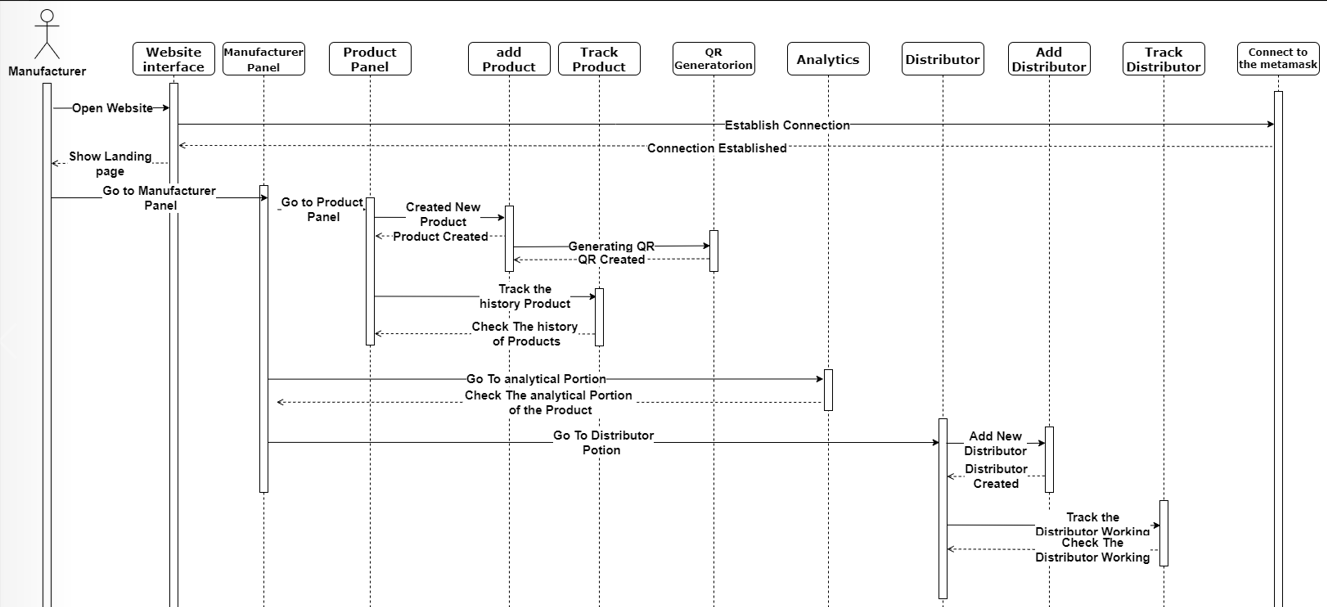 Manufacturer
Website
interface
Manufacturer
Panel
Product
Panel
add
Product
Track
Product
QR
Generatorion
Analytics
Distributor
Add
Distributor
Track
Distributor
Connect to
the metamask
Open Website
Establish Connection
Connection Established
Show Landing
page
Go to Manufacturer
Panel
Go to Product
Panel
Created New
Product
Product Created
Generating QR
QR Created
Track the
history Product
Check The history
of Products
Go To analytical Portion
Check The analytical Portion
of the Product
Go To Distributor
Potion
Add New
Distributor
Distributor
Created
Track the
Distributor Working
Check The
Distributor Working